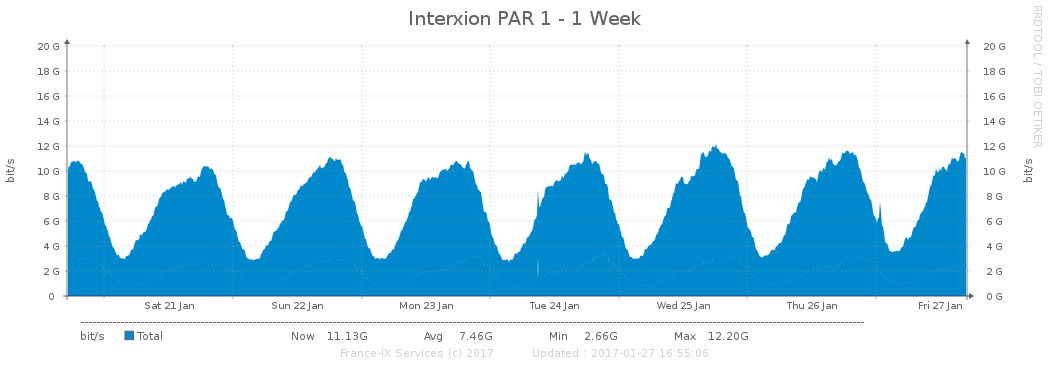 Interxion PAR 1 - 1 Week
RRDTOOL / TOBI OETIKER
bit/s
20 G 20 G
18 G 18 G
16 G 16 G
14 G 14 G
12 G 12 G
10 G 10 G
8 G 8 G
6 G 6 G
4 G 4 G
2 G 2 G
0 0 G
bit/s
Sat 21 Jan Sun 22 Jan Mon 23 Jan Tue 24 Jan Wed 25 Jan Thu 26 Jan Fri 27 Jan
bit/s Total Now 11.13G Avg 7.46G Min 2.66G Max 12.20G
France-IX Services (c) 2017 Updated : 2017-01-27 16:55:06